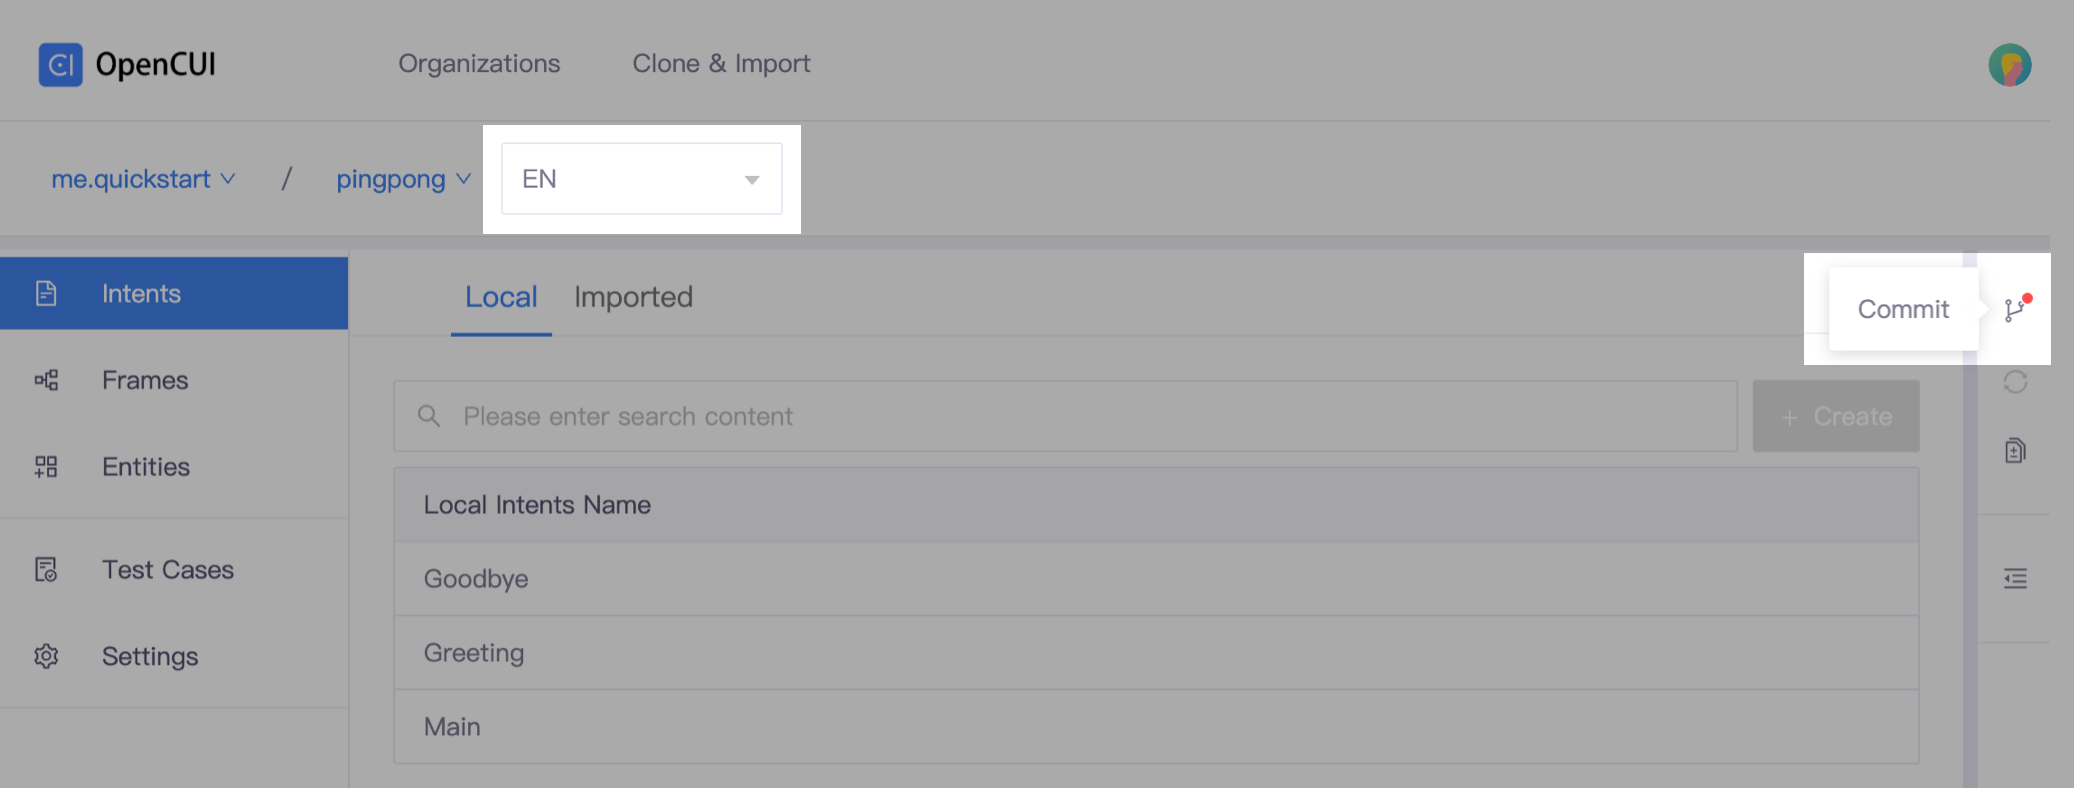 OpenCUI
Organizations
Clone & Import
me.quickstart
/
pingpong
EN
Intents
Frames
Entities
Test Cases
Settings
Local
Imported
Commit
Please enter search content
+ Create
Local Intents Name
Goodbye
Greeting
Main